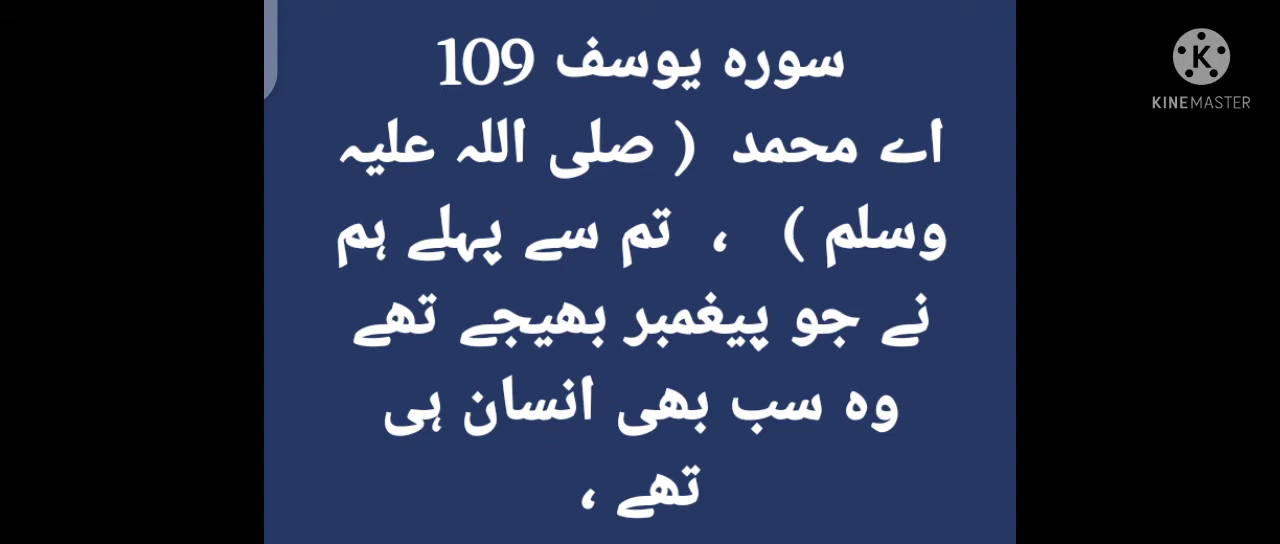 سوره یوسف 109
اے محمد ( صلی اللہ علیہ
وسلم ) ، تم سے پہلے ہم
نے جو پیغمبر بھیجے تھے
وہ سب بھی انسان ہی
تھے ،
K
KINEMASTER